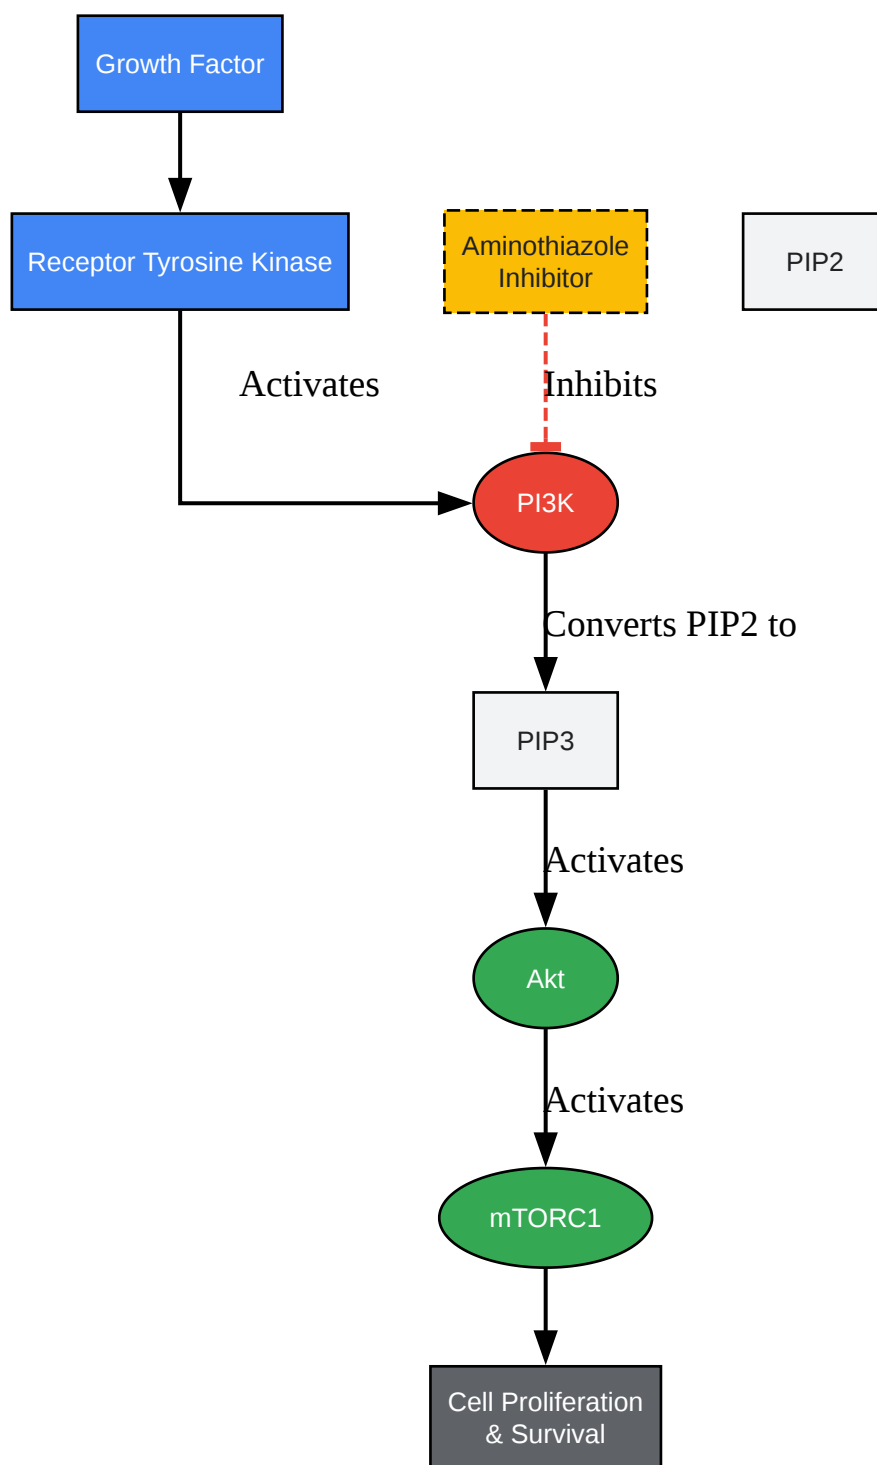 Growth Factor
Receptor Tyrosine Kinase
Aminothiazole
Inhibitor
PIP2
Activates
Inhibits
PI3K
Converts PIP2 to
PIP3
Activates
Akt
Activates
mTORC1
Cell Proliferation
& Survival